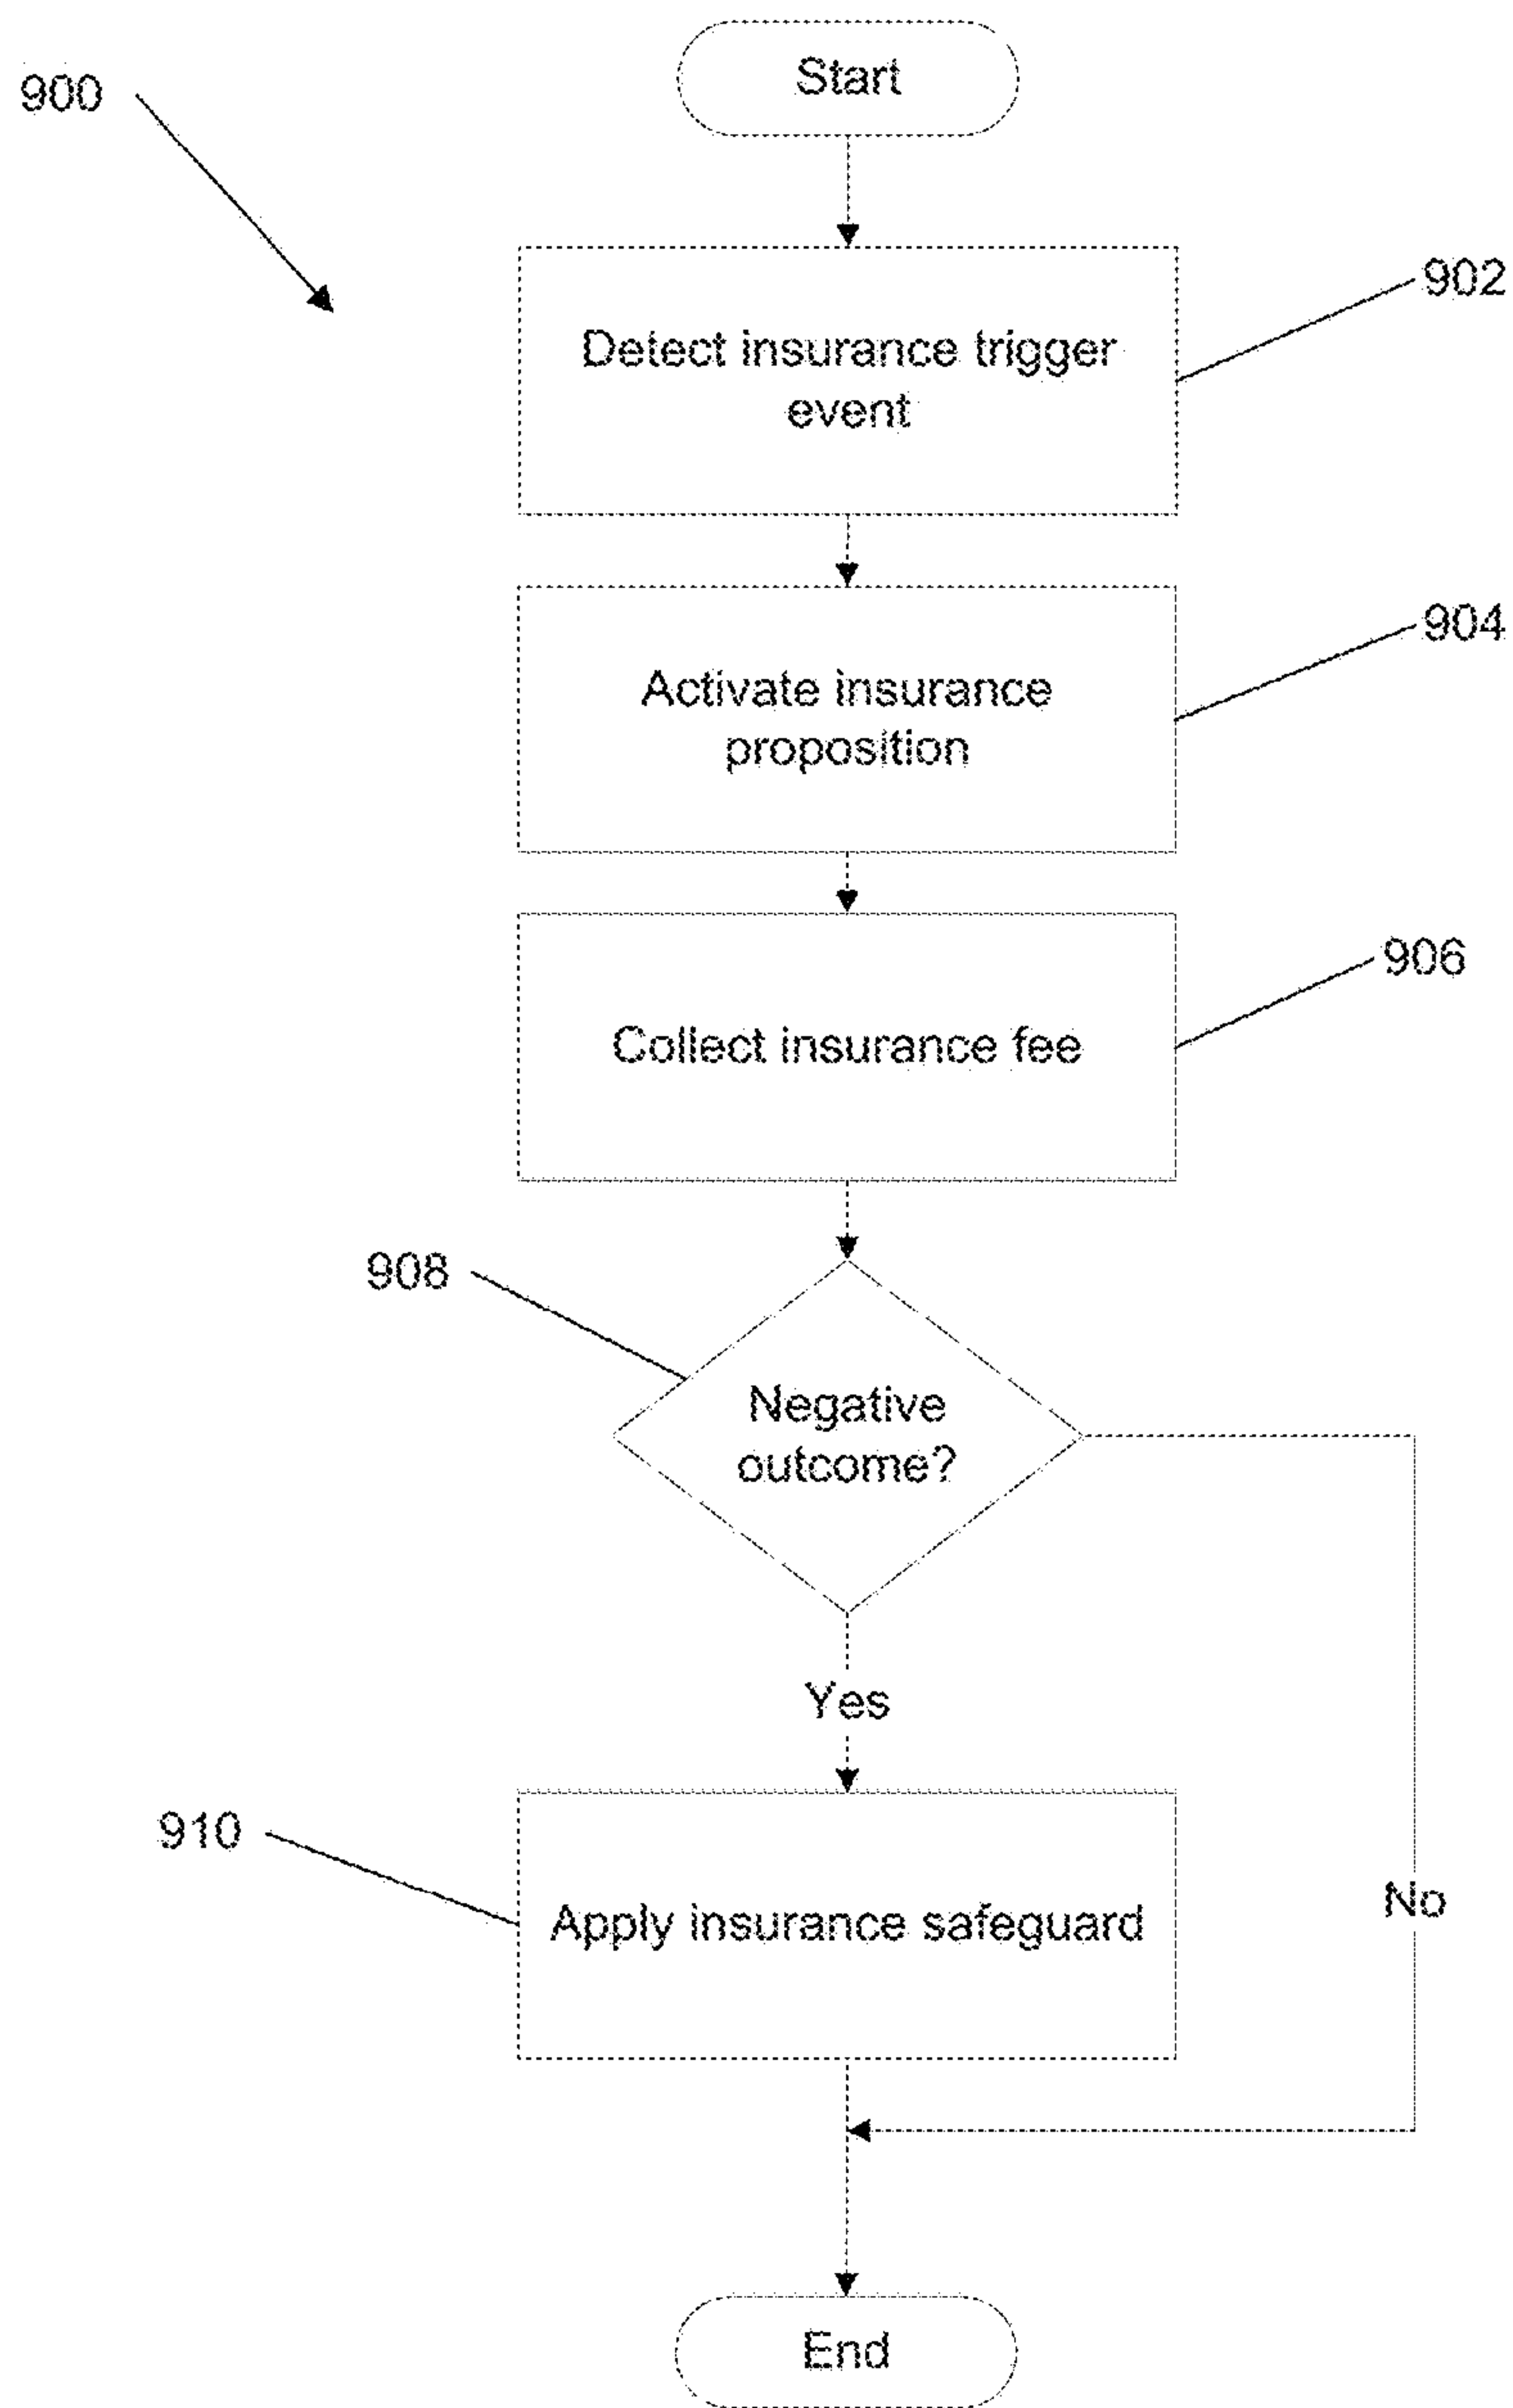 Start
900
902
Detect insurance trigger
event
904
Activate insurance
proposition
906
Collect insurance fee
908
Negative
outcome?
Yes
910
Apply insurance safeguard
No
End